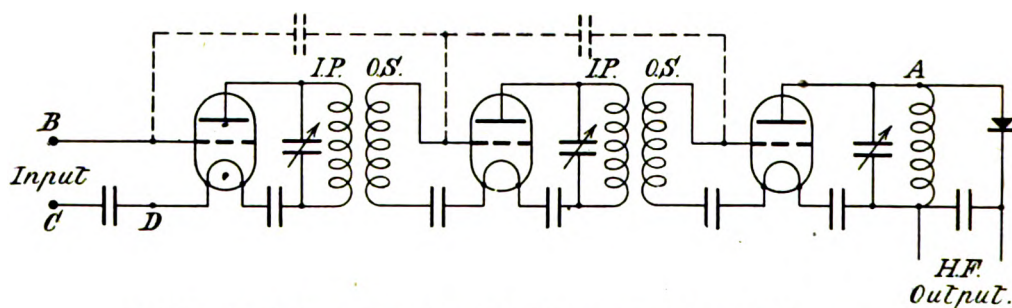 I.P. O.S. I.P. O.S. A
B
Input
C D
H.F.
Output.